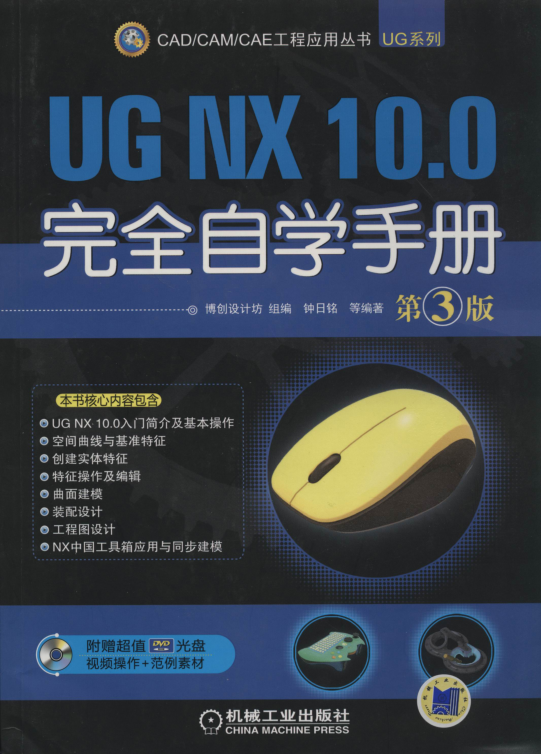 CAD/CAM/CAE工程应用丛书 UG系列
UG NX 10.0
完全自学手册
博创设计坊 组编 钟日铭 等编著 第3版
本书核心内容包含
UG NX 10.0入门简介及基本操作
空间曲线与基准特征
创建实体特征
特征操作及编辑
曲面建模
装配设计
工程图设计
NX中国工具箱应用与同步建模
附赠超值 DVD 光盘
视频操作+范例素材
机械工业出版社
CHINA MACHINE PRESS